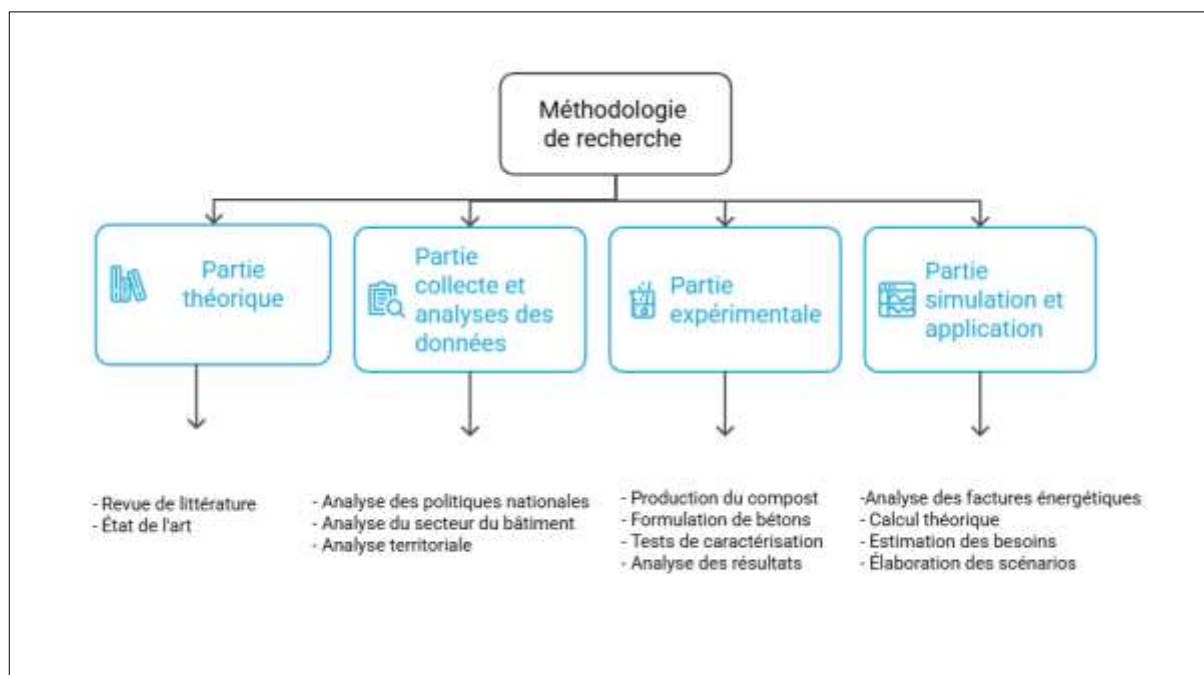 Méthodologie
de recherche
Partie
théorique
Partie
collecte et
analyses des
données
Partie
expérimentale
Partie
simulation et
application
- Revue de littérature
- État de l'art
- Analyse des politiques nationales
- Analyse du secteur du bâtiment
- Analyse territoriale
- Production du compost
- Formulation de bétons
- Tests de caractérisation
- Analyse des résultats
-Analyse des factures énergétiques
- Calcul théorique
- Estimation des besoins
- Élaboration des scénarios